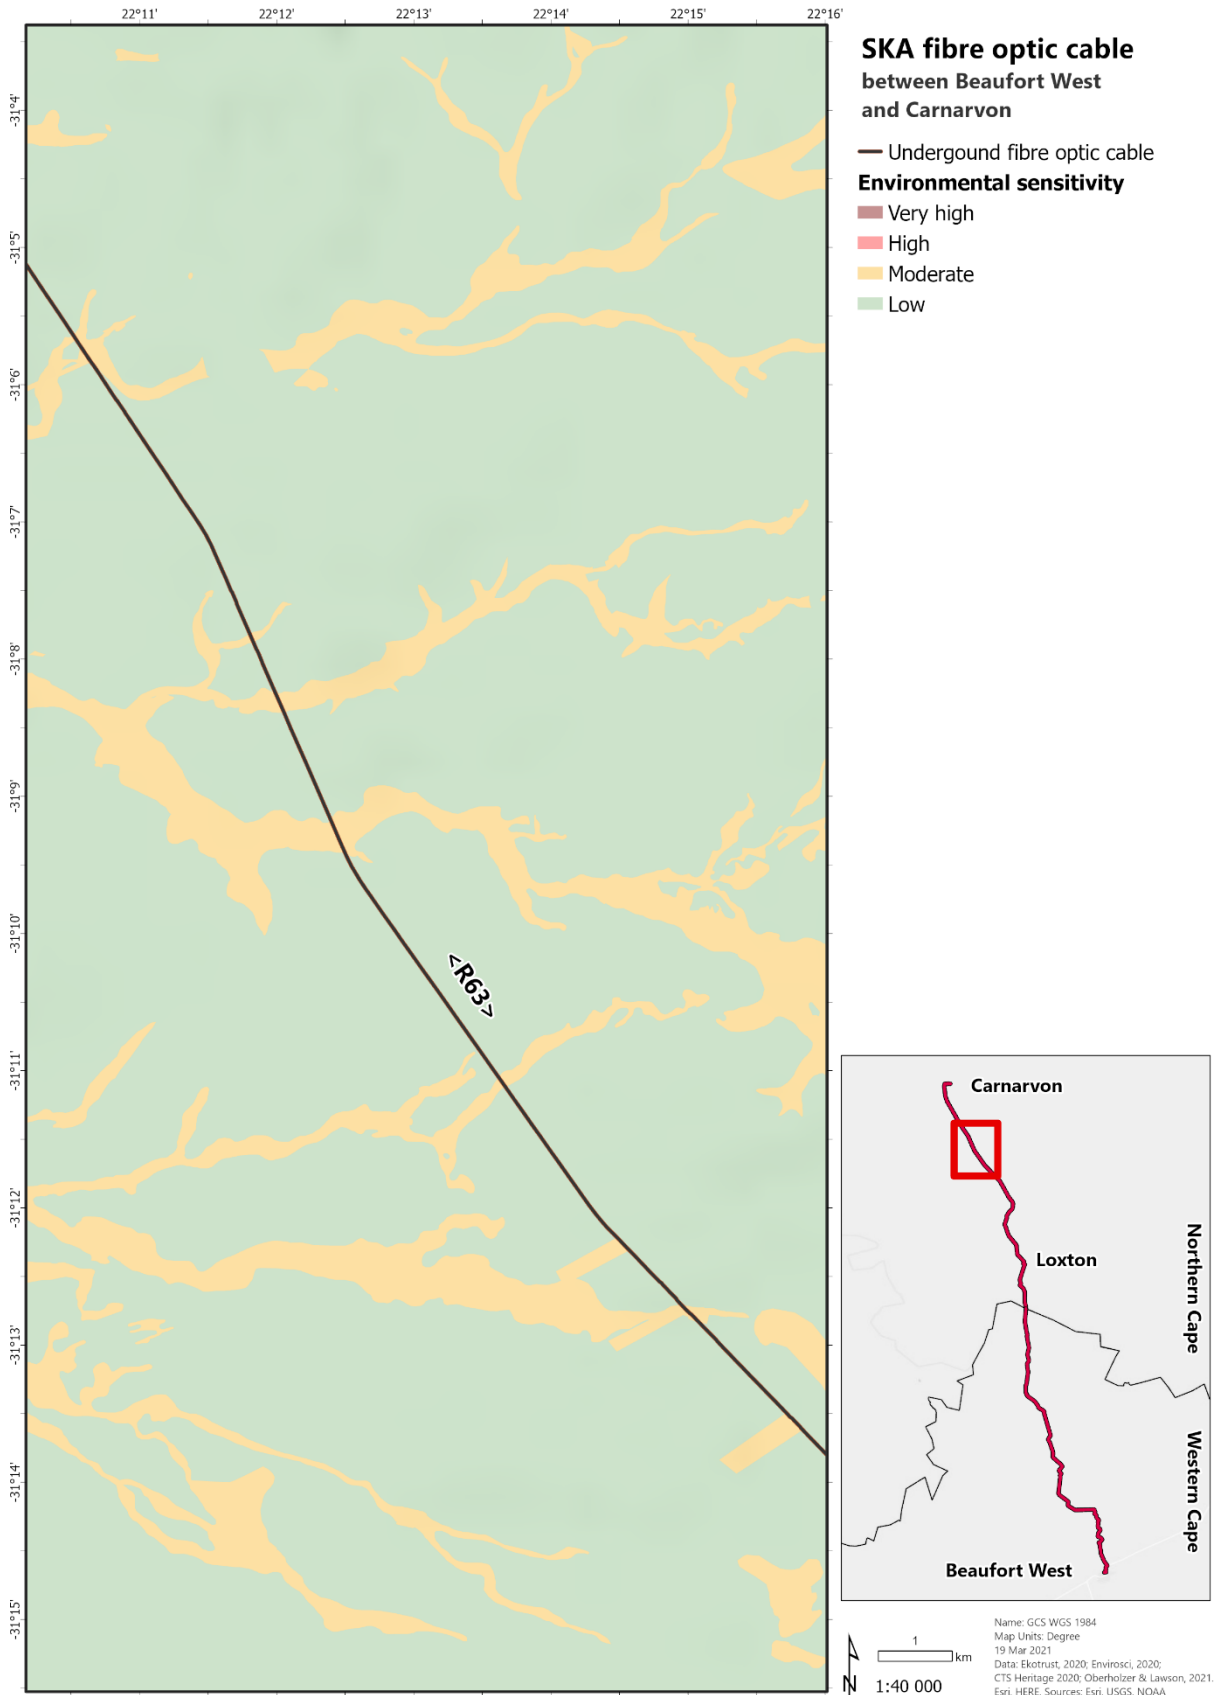 22°11'
22°12'
22°13'
22°14'
22°15'
22°16'
-31°4'
-31°5'
-31°6'
-31°7'
-31°8'
-31°9'
-31°10'
-31°11'
-31°12'
-31°13'
-31°14'
-31°15'
<R63>
SKA fibre optic cable
between Beaufort West
and Carnarvon
Undergound fibre optic cable
Environmental sensitivity
Very high
High
Moderate
Low
Carnarvon
Loxton
Northern Cape
Western Cape
Beaufort West
N
1
km
1:40 000
Name: GCS WGS 1984
Map Units: Degree
19 Mar 2021
Data: Ekotrust, 2020; Envirosci, 2020;
CTS Heritage 2020; Oberholzer & Lawson, 2021.
Esri, HERE, Sources: Esri, USGS, NOAA